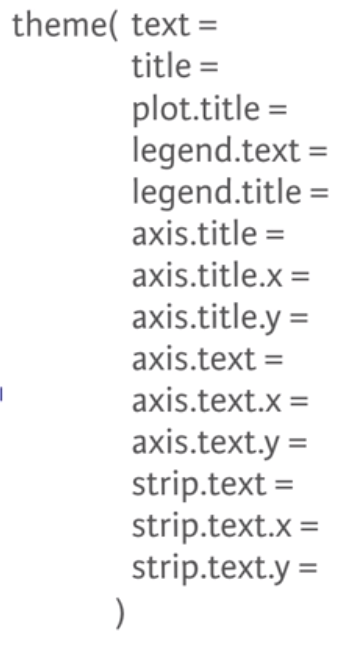 theme( text =
title =
plot.title =
legend.text =
legend.title =
axis.title =
axis.title.x =
axis.title.y =
axis.text =
axis.text.x =
axis.text.y =
strip.text =
strip.text.x =
strip.text.y =
)